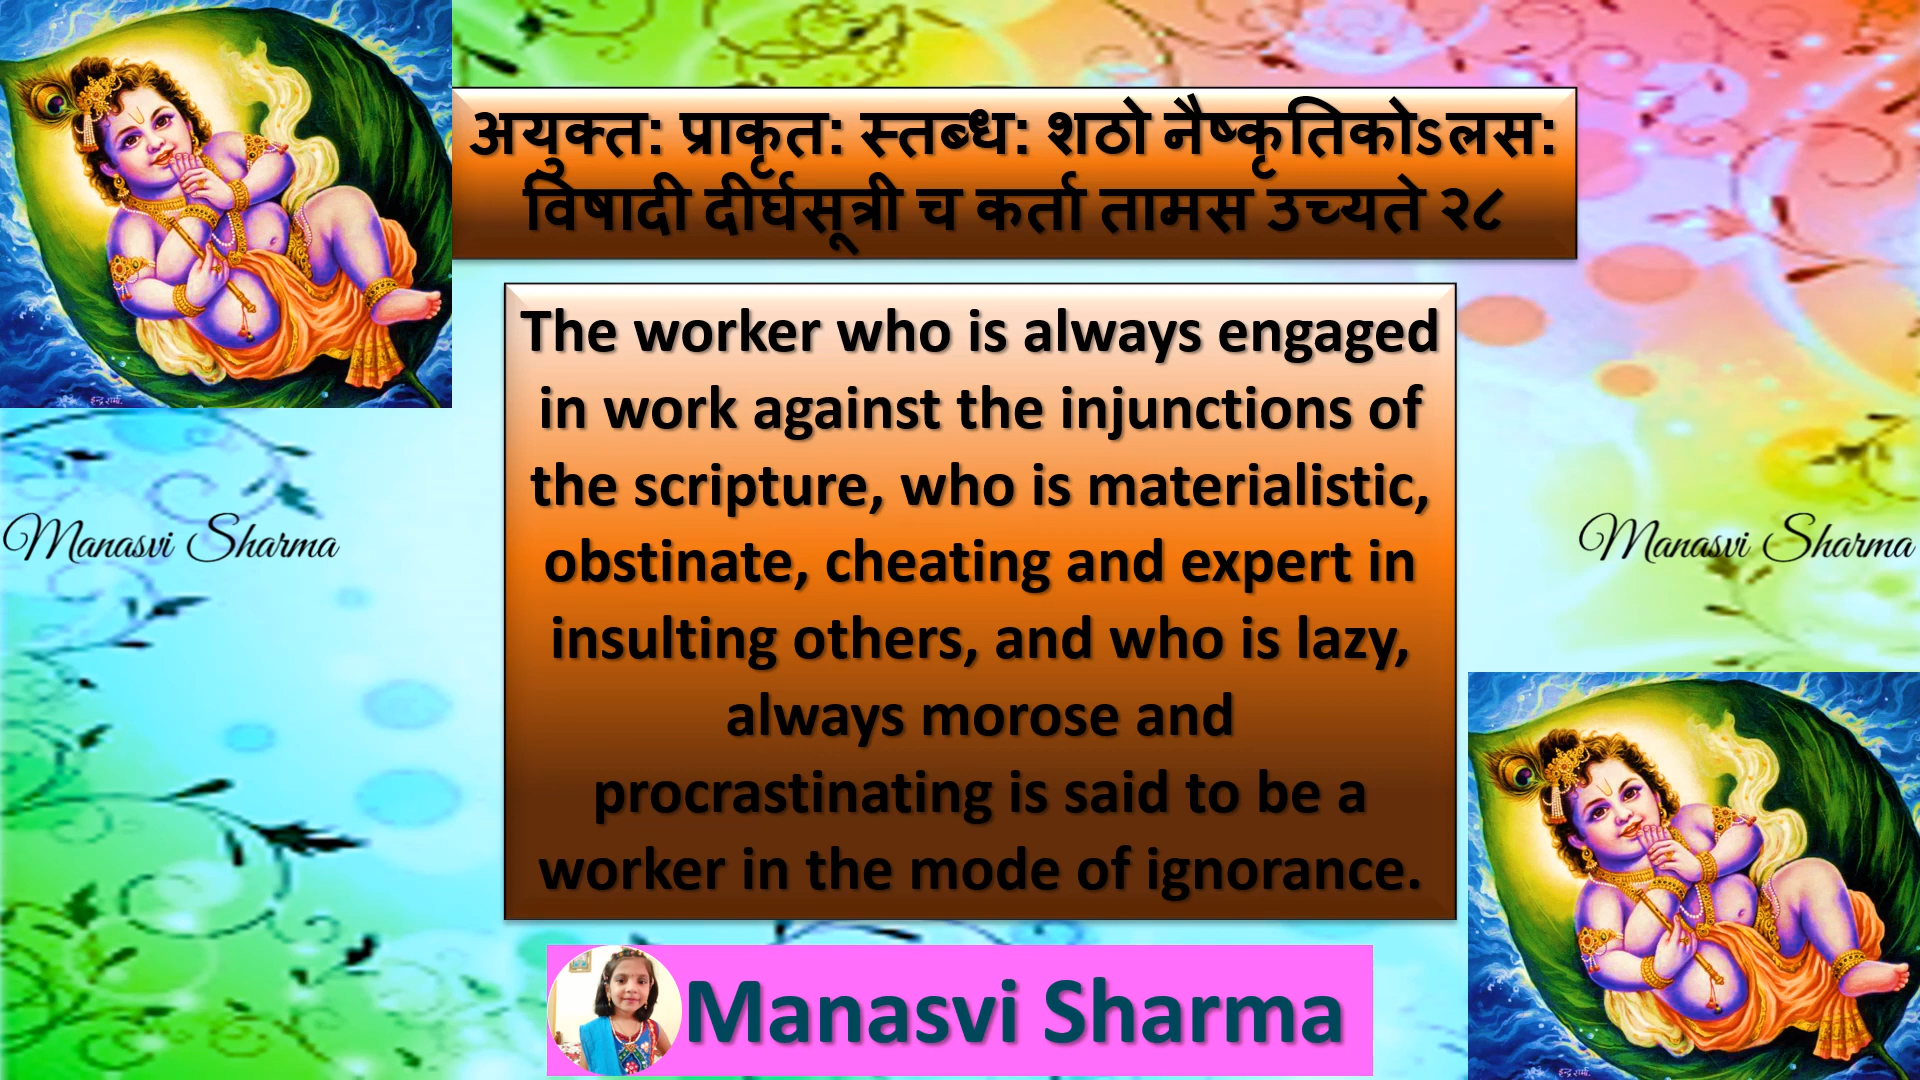 अयुक्त: प्राकृत: स्तब्ध: शठो नैष्कृतिकोऽलस:
विषादी दीर्घसूत्री च कर्ता तामस उच्यते २८
The worker who is always engaged
in work against the injunctions of
the scripture, who is materialistic,
obstinate, cheating and expert in
insulting others, and who is lazy,
always morose and
procrastinating is said to be a
worker in the mode of ignorance.
Manasvi Sharma
Manasvi Sharma
Manasvi Sharma